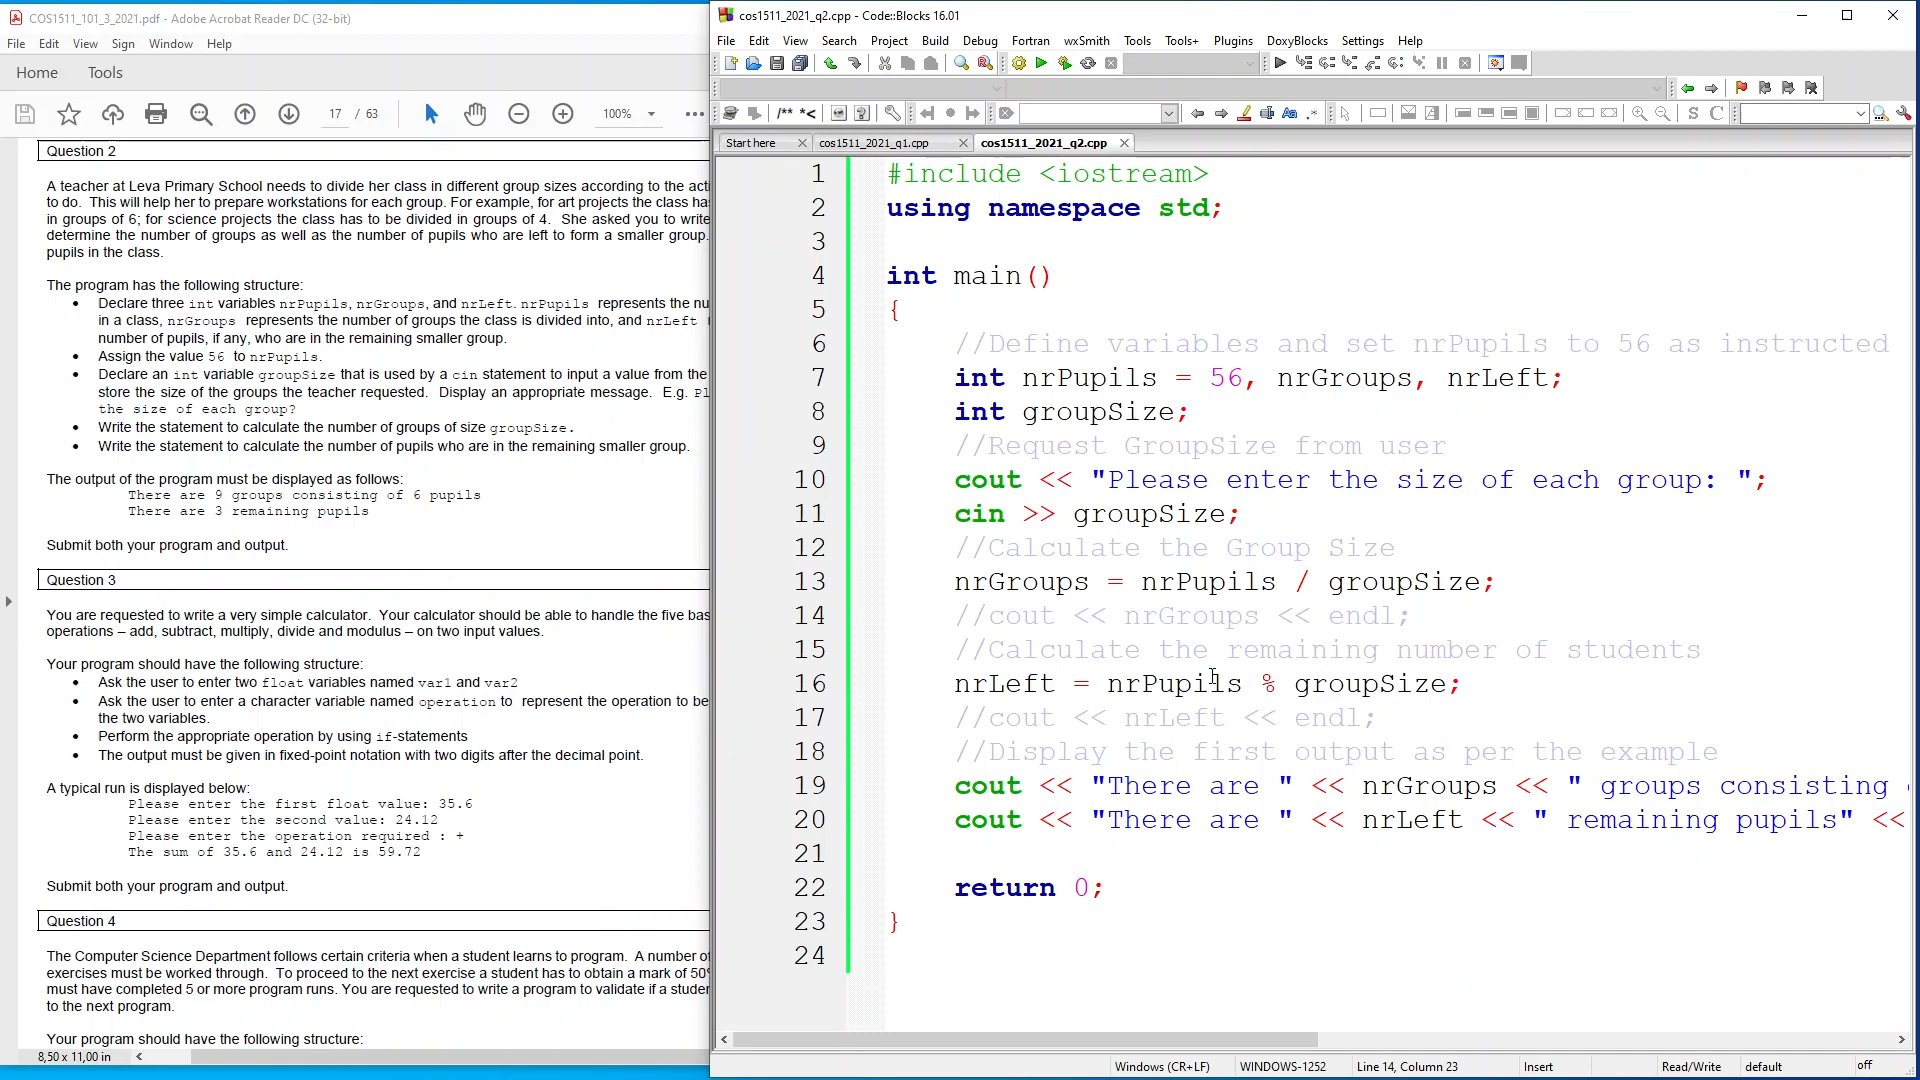 COS1511_101_3_2021.pdf - Adobe Acrobat Reader DC (32-bit)
File Edit View Sign Window Help
Home Tools
17 / 63 100%
Question 2
A teacher at Leva Primary School needs to divide her class in different group sizes according to the acti
to do. This will help her to prepare workstations for each group. For example, for art projects the class has
in groups of 6; for science projects the class has to be divided in groups of 4. She asked you to write
determine the number of groups as well as the number of pupils who are left to form a smaller group.
pupils in the class.
The program has the following structure:
• Declare three int variables nrPupils, nrGroups, and nrLeft. nrPupils represents the nu
in a class, nrGroups represents the number of groups the class is divided into, and nrLeft
number of pupils, if any, who are in the remaining smaller group.
• Assign the value 56 to nrPupils.
• Declare an int variable groupSize that is used by a cin statement to input a value from the
store the size of the groups the teacher requested. Display an appropriate message. E.g. Pl
the size of each group?
• Write the statement to calculate the number of groups of size groupSize.
• Write the statement to calculate the number of pupils who are in the remaining smaller group.
The output of the program must be displayed as follows:
There are 9 groups consisting of 6 pupils
There are 3 remaining pupils
Submit both your program and output.
Question 3
You are requested to write a very simple calculator. Your calculator should be able to handle the five bas
operations – add, subtract, multiply, divide and modulus – on two input values.
Your program should have the following structure:
• Ask the user to enter two float variables named var1 and var2
• Ask the user to enter a character variable named operation to represent the operation to be
the two variables.
• Perform the appropriate operation by using if-statements
• The output must be given in fixed-point notation with two digits after the decimal point.
A typical run is displayed below:
Please enter the first float value: 35.6
Please enter the second value: 24.12
Please enter the operation required : +
The sum of 35.6 and 24.12 is 59.72
Submit both your program and output.
Question 4
The Computer Science Department follows certain criteria when a student learns to program. A number of
exercises must be worked through. To proceed to the next exercise a student has to obtain a mark of 50%
must have completed 5 or more program runs. You are requested to write a program to validate if a studen
to the next program.
Your program should have the following structure:
8,50 x 11,00 in
cos1511_2021_q2.cpp - Code::Blocks 16.01
File Edit View Search Project Build Debug Fortran wxSmith Tools Tools+ Plugins DoxyBlocks Settings Help
/** *< Aa .* S C
Start here cos1511_2021_q1.cpp cos1511_2021_q2.cpp
1 #include <iostream>
2 using namespace std;
3
4 int main()
5 {
6 //Define variables and set nrPupils to 56 as instructed
7 int nrPupils = 56, nrGroups, nrLeft;
8 int groupSize;
9 //Request GroupSize from user
10 cout << "Please enter the size of each group: ";
11 cin >> groupSize;
12 //Calculate the Group Size
13 nrGroups = nrPupils / groupSize;
14 //cout << nrGroups << endl;
15 //Calculate the remaining number of students
16 nrLeft = nrPupils % groupSize;
17 //cout << nrLeft << endl;
18 //Display the first output as per the example
19 cout << "There are " << nrGroups << " groups consisting
20 cout << "There are " << nrLeft << " remaining pupils" <<
21
22 return 0;
23 }
24
Windows (CR+LF) WINDOWS-1252 Line 14, Column 23 Insert Read/Write default off